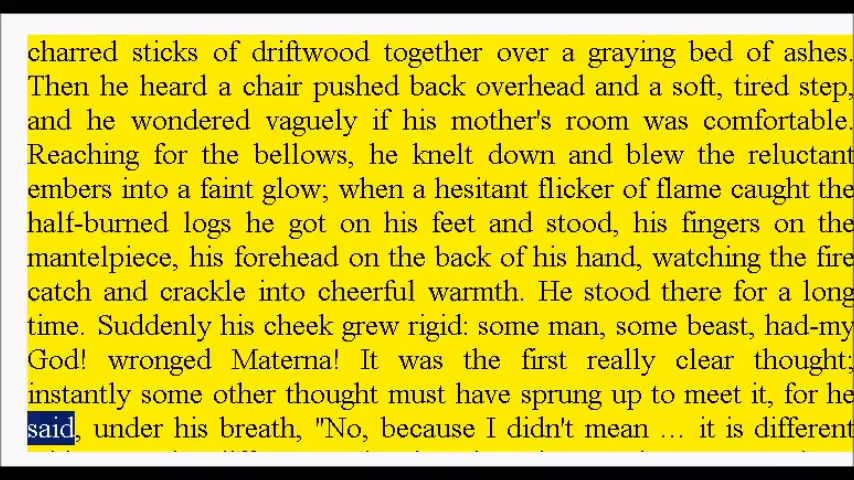 charred sticks of driftwood together over a graying bed of ashes.
Then he heard a chair pushed back overhead and a soft, tired step,
and he wondered vaguely if his mother's room was comfortable.
Reaching for the bellows, he knelt down and blew the reluctant
embers into a faint glow; when a hesitant flicker of flame caught the
half-burned logs he got on his feet and stood, his fingers on the
mantelpiece, his forehead on the back of his hand, watching the fire
catch and crackle into cheerful warmth. He stood there for a long
time. Suddenly his cheek grew rigid: some man, some beast, had-my
God! wronged Materna! It was the first really clear thought;
instantly some other thought must have sprung up to meet it, for he
said, under his breath, "No, because I didn't mean ... it is different